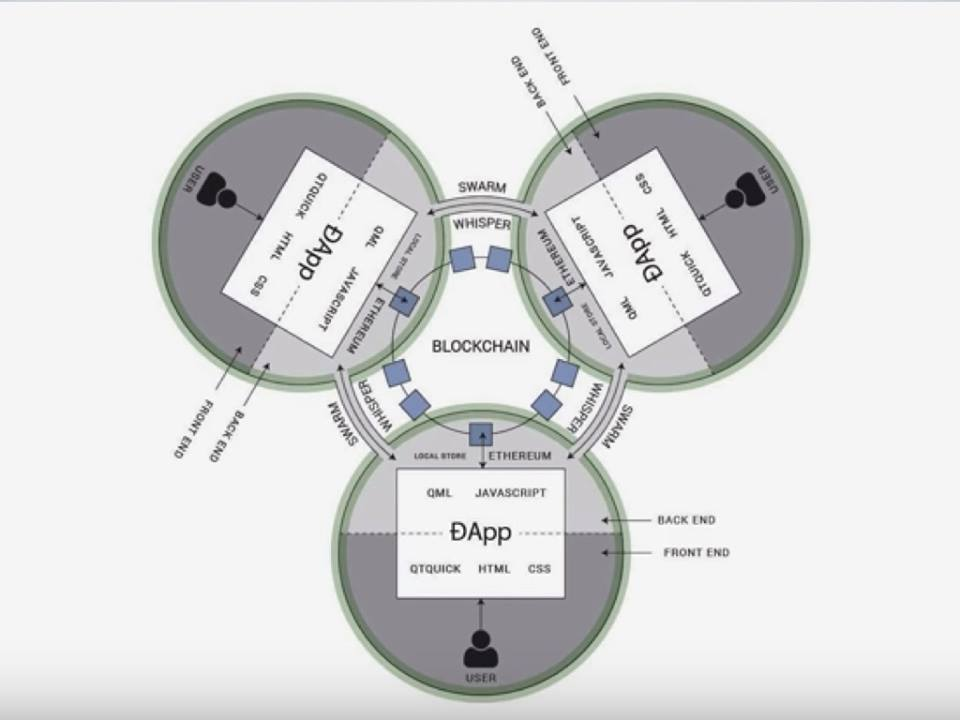 FRONT END
BACK END
USER
QTQUICK
HTML
CSS
ĐApp
QML
JAVASCRIPT
LOCAL STORE
ETHEREUM
FRONT END
BACK END
SWARM
WHISPER
USER
CSS
HTML
QTQUICK
ĐApp
JAVASCRIPT
QML
ETHEREUM
LOCAL STORE
BLOCKCHAIN
SWARM
WHISPER
WHISPER
SWARM
LOCAL STORE ETHEREUM
QML JAVASCRIPT
ĐApp
QTQUICK HTML CSS
BACK END
FRONT END
USER